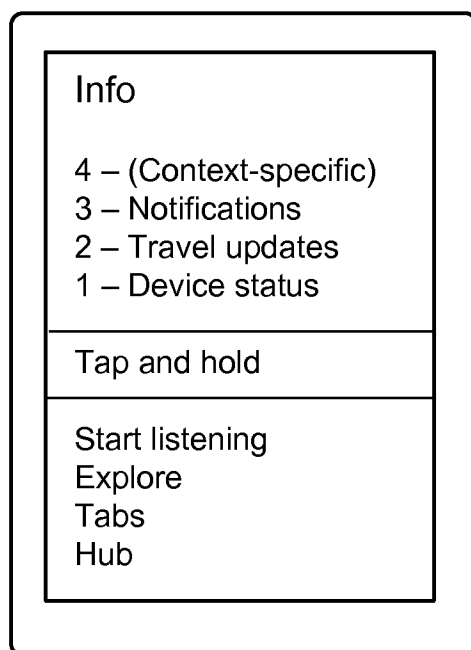 Info
4 – (Context-specific)
3 – Notifications
2 – Travel updates
1 – Device status
Tap and hold
Start listening
Explore
Tabs
Hub